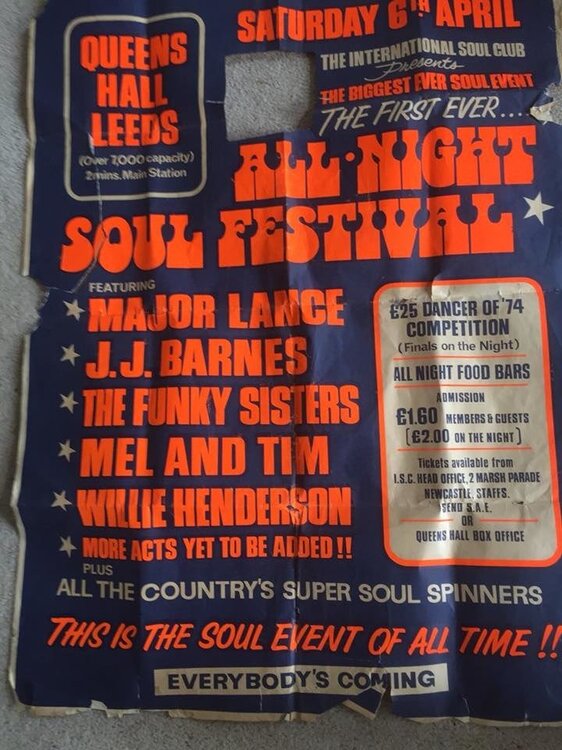 SATURDAY 6TH APRIL
QUEENS
HALL
LEEDS
(Over 7,000 capacity)
2mins. Main Station
THE INTERNATIONAL SOUL CLUB
Presents
THE BIGGEST EVER SOUL EVENT
THE FIRST EVER....
ALL-NIGHT
SOUL FESTIVAL
FEATURING
MAJOR LANCE
J.J. BARNES
THE FUNKY SISTERS
MEL AND TIM
WILLIE HENDERSON
MORE ACTS YET TO BE ADDED!!
PLUS
ALL THE COUNTRY'S SUPER SOUL SPINNERS
THIS IS THE SOUL EVENT OF ALL TIME!!
EVERYBODY'S COMING
£25 DANCER OF '74
COMPETITION
(Finals on the Night)
ALL NIGHT FOOD BARS
ADMISSION
£1.60 MEMBERS & GUESTS
[£2.00 ON THE NIGHT]
Tickets available from
I.S.C. HEAD OFFICE, 2 MARSH PARADE
NEWCASTLE, STAFFS.
SEND S.A.E.
OR
QUEENS HALL BOX OFFICE